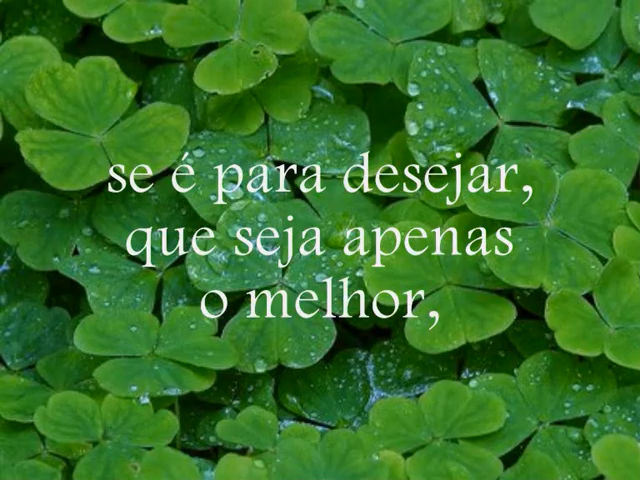 se é para desejar,
que seja apenas
o melhor,